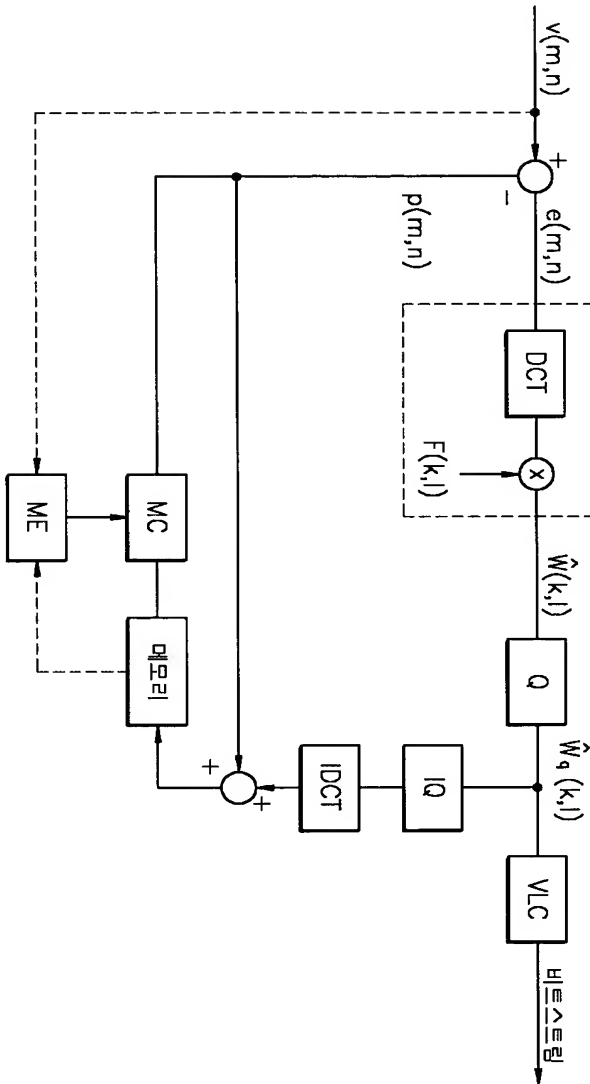 v(m,n)
+
-
e(m,n)
p(m,n)
DCT
X
F(k,l)
Ŵ(k,l)
Q
Ŵq(k,l)
VLC
비트스트림
IQ
IDCT
+
+
메모리
MC
ME